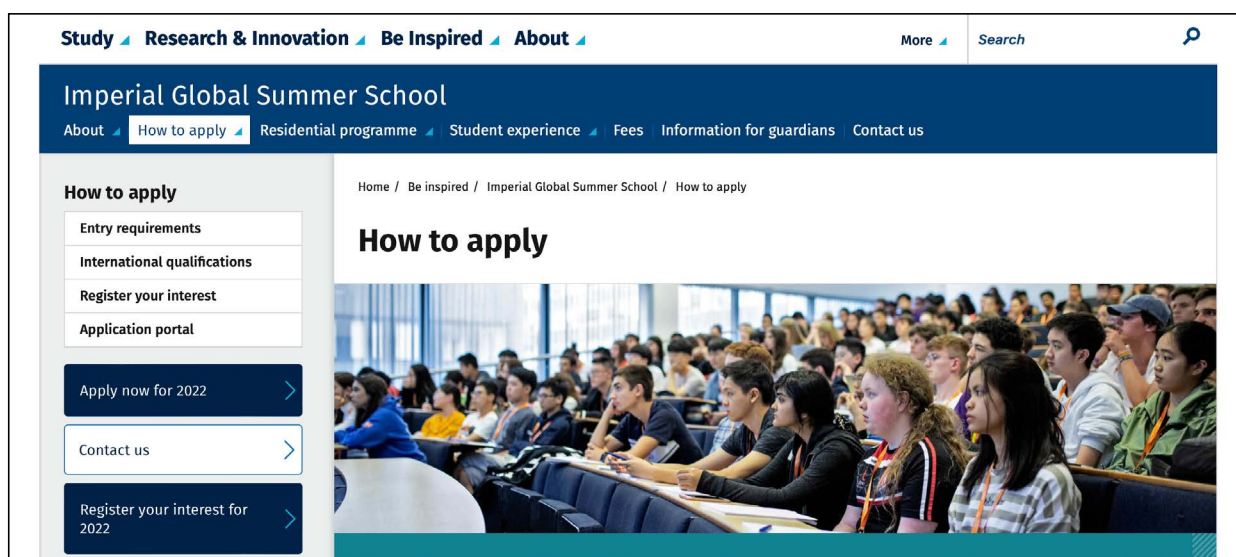 Study Research & Innovation Be Inspired About More Search
Imperial Global Summer School
About How to apply Residential programme Student experience Fees Information for guardians Contact us
How to apply
Entry requirements
International qualifications
Register your interest
Application portal
Apply now for 2022
Contact us
Register your interest for
2022
Home / Be inspired / Imperial Global Summer School / How to apply
How to apply